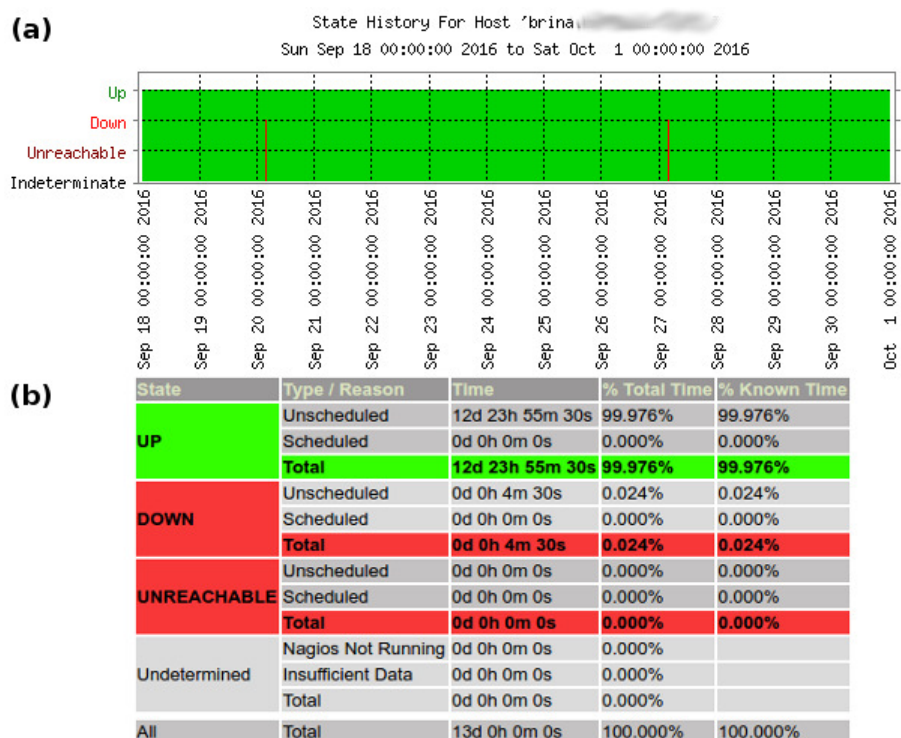 (a)
State History For Host 'brina
Sun Sep 18 00:00:00 2016 to Sat Oct 1 00:00:00 2016
Up
Down
Unreachable
Indeterminate
Sep 18 00:00:00 2016
Sep 19 00:00:00 2016
Sep 20 00:00:00 2016
Sep 21 00:00:00 2016
Sep 22 00:00:00 2016
Sep 23 00:00:00 2016
Sep 24 00:00:00 2016
Sep 25 00:00:00 2016
Sep 26 00:00:00 2016
Sep 27 00:00:00 2016
Sep 28 00:00:00 2016
Sep 29 00:00:00 2016
Sep 30 00:00:00 2016
Oct 1 00:00:00 2016
(b)
State Type / Reason Time % Total Time % Known Time
UP
Unscheduled 12d 23h 55m 30s 99.976% 99.976%
Scheduled 0d 0h 0m 0s 0.000% 0.000%
Total 12d 23h 55m 30s 99.976% 99.976%
DOWN
Unscheduled 0d 0h 4m 30s 0.024% 0.024%
Scheduled 0d 0h 0m 0s 0.000% 0.000%
Total 0d 0h 4m 30s 0.024% 0.024%
UNREACHABLE
Unscheduled 0d 0h 0m 0s 0.000% 0.000%
Scheduled 0d 0h 0m 0s 0.000% 0.000%
Total 0d 0h 0m 0s 0.000% 0.000%
Undetermined
Nagios Not Running 0d 0h 0m 0s 0.000%
Insufficient Data 0d 0h 0m 0s 0.000%
Total 0d 0h 0m 0s 0.000%
All Total 13d 0h 0m 0s 100.000% 100.000%